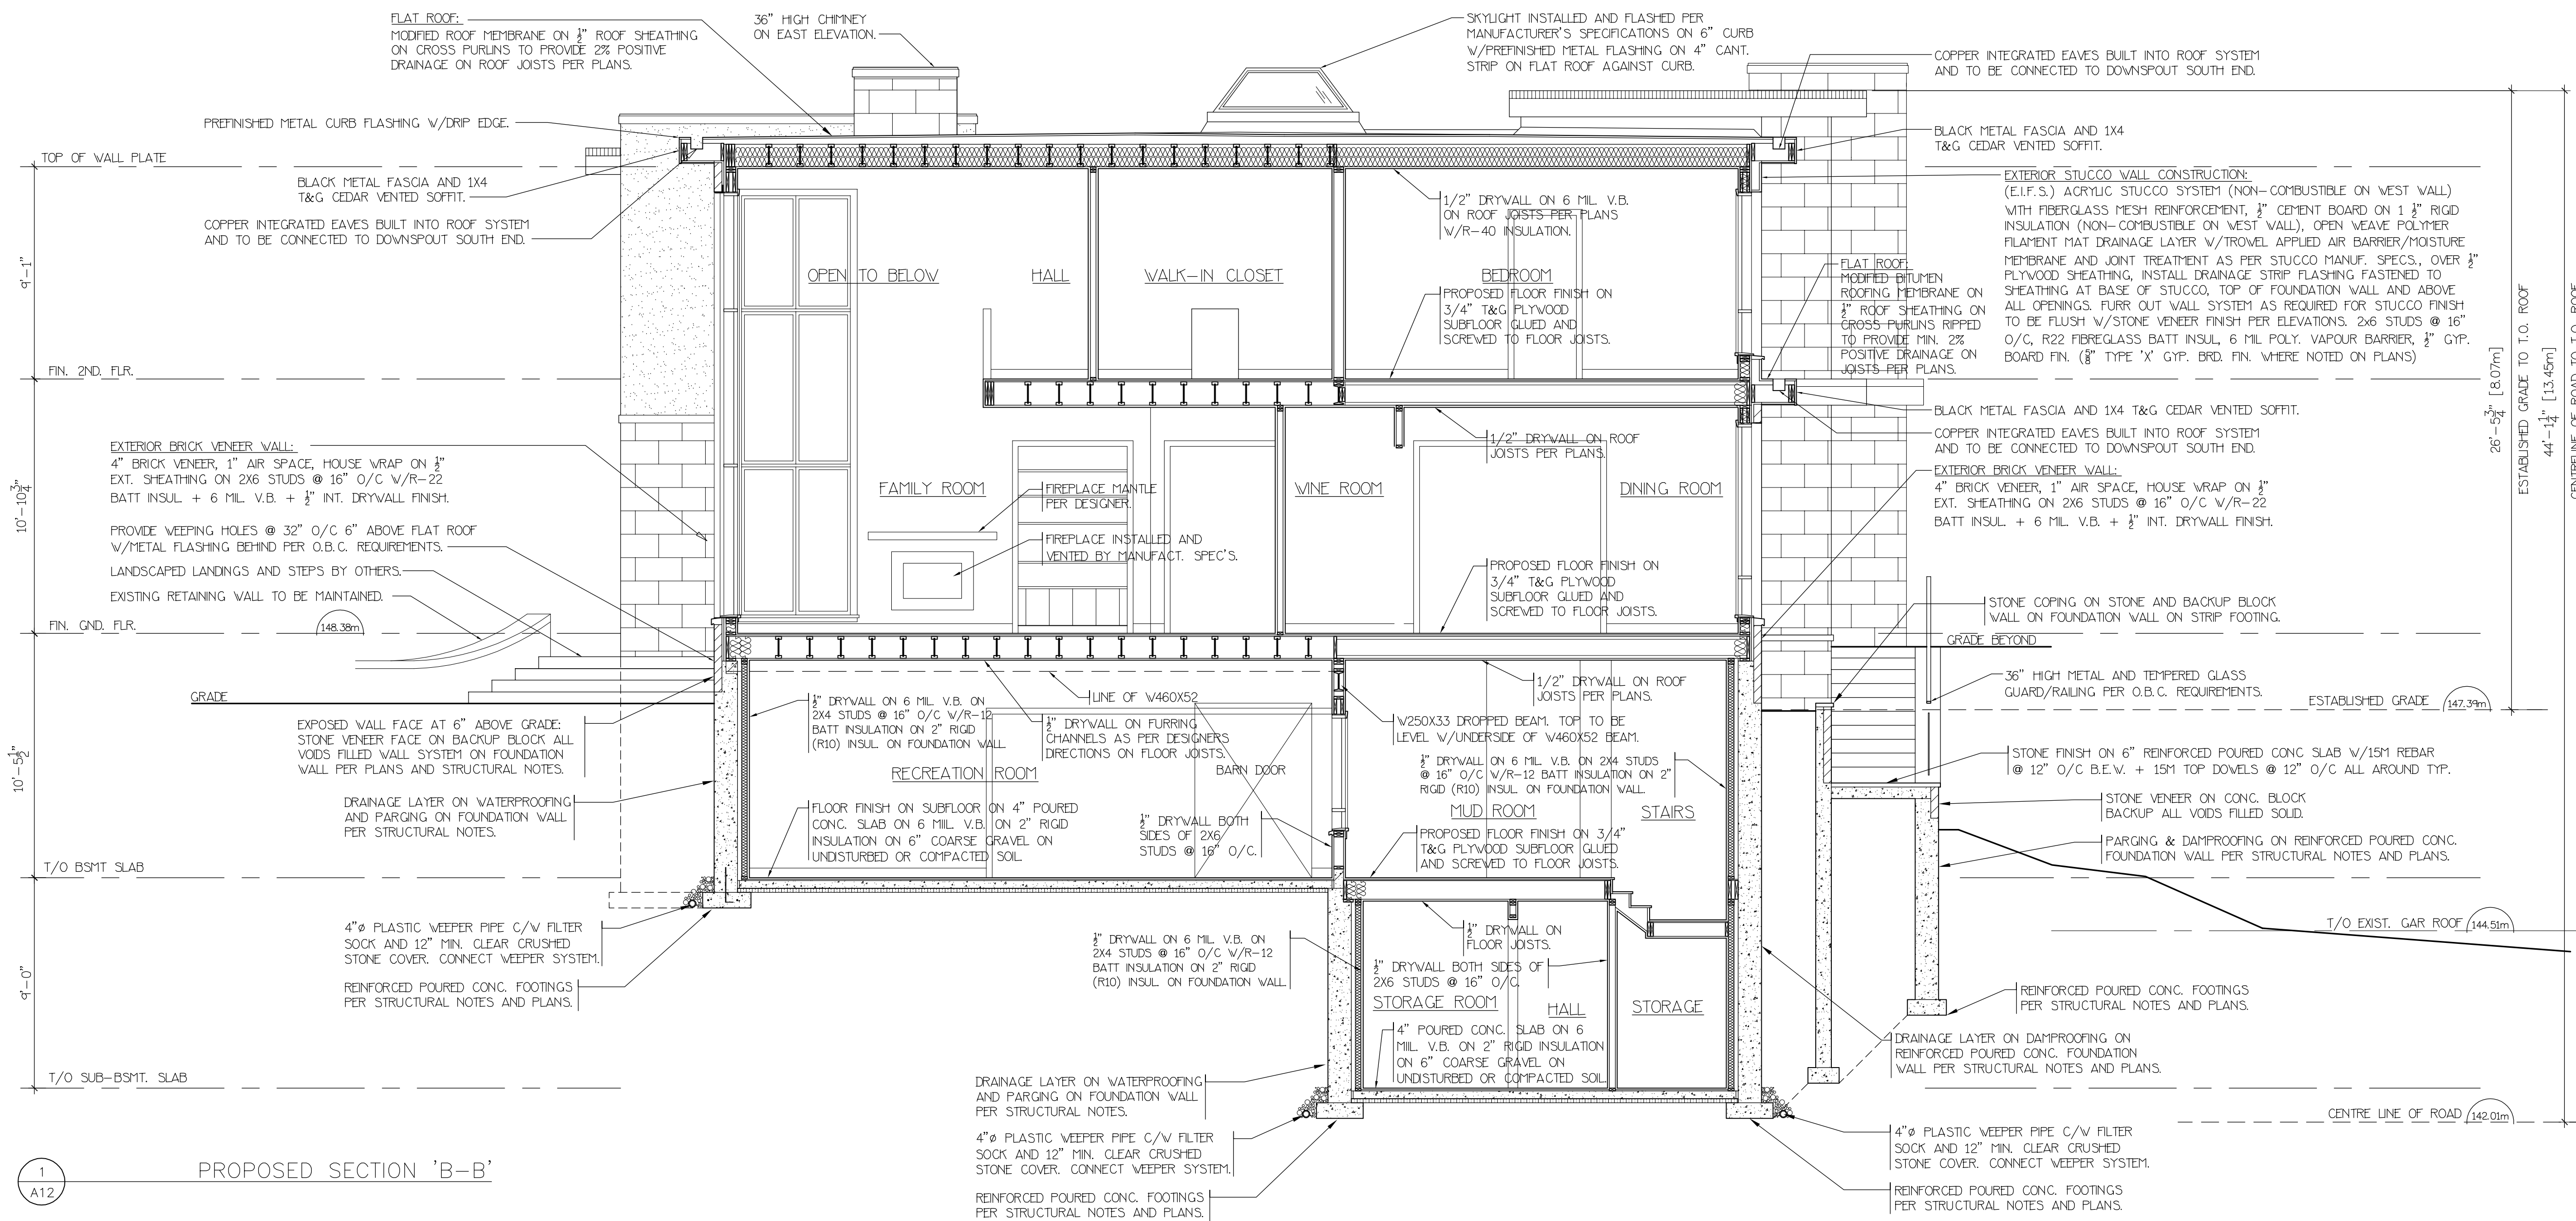 FLAT ROOF:
MODIFIED ROOF MEMBRANE ON ½" ROOF SHEATHING
ON CROSS PURLINS TO PROVIDE 2% POSITIVE
DRAINAGE ON ROOF JOISTS PER PLANS.
36" HIGH CHIMNEY
ON EAST ELEVATION.
SKYLIGHT INSTALLED AND FLASHED PER
MANUFACTURER'S SPECIFICATIONS ON 6" CURB
W/PREFINISHED METAL FLASHING ON 4" CANT.
STRIP ON FLAT ROOF AGAINST CURB.
COPPER INTEGRATED EAVES BUILT INTO ROOF SYSTEM
AND TO BE CONNECTED TO DOWNSPOUT SOUTH END.
PREFINISHED METAL CURB FLASHING W/DRIP EDGE.
TOP OF WALL PLATE
BLACK METAL FASCIA AND 1X4
T&G CEDAR VENTED SOFFIT.
COPPER INTEGRATED EAVES BUILT INTO ROOF SYSTEM
AND TO BE CONNECTED TO DOWNSPOUT SOUTH END.
9'-1"
FIN. 2ND. FLR.
EXTERIOR BRICK VENEER WALL:
4" BRICK VENEER, 1" AIR SPACE, HOUSE WRAP ON ½"
EXT. SHEATHING ON 2X6 STUDS @ 16" O/C W/R-22
BATT INSUL + 6 MIL. V.B. + ½" INT. DRYWALL FINISH.
10'-10¾"
PROVIDE WEEPING HOLES @ 32" O/C 6" ABOVE FLAT ROOF
W/METAL FLASHING BEHIND PER O.B.C. REQUIREMENTS.
LANDSCAPED LANDINGS AND STEPS BY OTHERS.
EXISTING RETAINING WALL TO BE MAINTAINED.
FIN. GND. FLR.
148.38m
GRADE
EXPOSED WALL FACE AT 6" ABOVE GRADE:
STONE VENEER FACE ON BACKUP BLOCK ALL
VOIDS FILLED WALL SYSTEM ON FOUNDATION
WALL PER PLANS AND STRUCTURAL NOTES.
10'-5½"
DRAINAGE LAYER ON WATERPROOFING
AND PARGING ON FOUNDATION WALL
PER STRUCTURAL NOTES.
T/O BSMT SLAB
4"ø PLASTIC WEEPER PIPE C/W FILTER
SOCK AND 12" MIN. CLEAR CRUSHED
STONE COVER. CONNECT WEEPER SYSTEM.
9'-0"
REINFORCED POURED CONC. FOOTINGS
PER STRUCTURAL NOTES AND PLANS.
T/O SUB-BSMT. SLAB
OPEN TO BELOW
HALL
WALK-IN CLOSET
BEDROOM
1/2" DRYWALL ON 6 MIL. V.B.
ON ROOF JOISTS PER PLANS
W/R-40 INSULATION.
PROPOSED FLOOR FINISH ON
3/4" T&G PLYWOOD
SUBFLOOR GLUED AND
SCREWED TO FLOOR JOISTS.
1/2" DRYWALL ON ROOF
JOISTS PER PLANS.
FAMILY ROOM
FIREPLACE MANTLE
PER DESIGNER.
FIREPLACE INSTALLED AND
VENTED BY MANUFACT. SPEC'S.
WINE ROOM
DINING ROOM
PROPOSED FLOOR FINISH ON
3/4" T&G PLYWOOD
SUBFLOOR GLUED AND
SCREWED TO FLOOR JOISTS.
LINE OF W460X52
½" DRYWALL ON 6 MIL. V.B. ON
2X4 STUDS @ 16" O/C W/R-12
BATT INSULATION ON 2" RIGID
(R10) INSUL ON FOUNDATION WALL
½" DRYWALL ON FURRING
CHANNELS AS PER DESIGNERS
DIRECTIONS ON FLOOR JOISTS.
RECREATION ROOM
BARN DOOR
FLOOR FINISH ON SUBFLOOR ON 4" POURED
CONC. SLAB ON 6 MIIL. V.B. ON 2" RIGID
INSULATION ON 6" COARSE GRAVEL ON
UNDISTURBED OR COMPACTED SOIL.
½" DRYWALL BOTH
SIDES OF 2X6
STUDS @ 16" O/C.
1/2" DRYWALL ON ROOF
JOISTS PER PLANS.
W250X33 DROPPED BEAM. TOP TO BE
LEVEL W/UNDERSIDE OF W460X52 BEAM.
½" DRYWALL ON 6 MIL. V.B. ON 2X4 STUDS
@ 16" O/C W/R-12 BATT INSULATION ON 2"
RIGID (R10) INSUL ON FOUNDATION WALL.
MUD ROOM
STAIRS
PROPOSED FLOOR FINISH ON 3/4"
T&G PLYWOOD SUBFLOOR GLUED
AND SCREWED TO FLOOR JOISTS.
½" DRYWALL ON
FLOOR JOISTS.
½" DRYWALL ON 6 MIL. V.B. ON
2X4 STUDS @ 16" O/C W/R-12
BATT INSULATION ON 2" RIGID
(R10) INSUL ON FOUNDATION WALL
½" DRYWALL BOTH SIDES OF
2X6 STUDS @ 16" O/C.
STORAGE ROOM
HALL
STORAGE
4" POURED CONC. SLAB ON 6
MIIL. V.B. ON 2" RIGID INSULATION
ON 6" COARSE GRAVEL ON
UNDISTURBED OR COMPACTED SOIL.
DRAINAGE LAYER ON WATERPROOFING
AND PARGING ON FOUNDATION WALL
PER STRUCTURAL NOTES.
4"ø PLASTIC WEEPER PIPE C/W FILTER
SOCK AND 12" MIN. CLEAR CRUSHED
STONE COVER. CONNECT WEEPER SYSTEM.
REINFORCED POURED CONC. FOOTINGS
PER STRUCTURAL NOTES AND PLANS.
BLACK METAL FASCIA AND 1X4
T&G CEDAR VENTED SOFFIT.
EXTERIOR STUCCO WALL CONSTRUCTION:
(E.I.F.S.) ACRYLIC STUCCO SYSTEM (NON-COMBUSTIBLE ON WEST WALL)
WITH FIBERGLASS MESH REINFORCEMENT, ½" CEMENT BOARD ON 1 ½" RIGID
INSULATION (NON-COMBUSTIBLE ON WEST WALL), OPEN WEAVE POLYMER
FILAMENT MAT DRAINAGE LAYER W/TROWEL APPLIED AIR BARRIER/MOISTURE
MEMBRANE AND JOINT TREATMENT AS PER STUCCO MANUF. SPECS., OVER ½"
PLYWOOD SHEATHING, INSTALL DRAINAGE STRIP FLASHING FASTENED TO
SHEATHING AT BASE OF STUCCO, TOP OF FOUNDATION WALL AND ABOVE
ALL OPENINGS. FURR OUT WALL SYSTEM AS REQUIRED FOR STUCCO FINISH
TO BE FLUSH W/STONE VENEER FINISH PER ELEVATIONS. 2x6 STUDS @ 16"
O/C, R22 FIBREGLASS BATT INSUL, 6 MIL POLY. VAPOUR BARRIER, ½" GYP.
BOARD FIN. (⅝" TYPE 'X' GYP. BRD. FIN. WHERE NOTED ON PLANS)
FLAT ROOF:
MODIFIED BITUMEN
ROOFING MEMBRANE ON
½" ROOF SHEATHING ON
CROSS PURLINS RIPPED
TO PROVIDE MIN. 2%
POSITIVE DRAINAGE ON
JOISTS PER PLANS.
BLACK METAL FASCIA AND 1X4 T&G CEDAR VENTED SOFFIT.
COPPER INTEGRATED EAVES BUILT INTO ROOF SYSTEM
AND TO BE CONNECTED TO DOWNSPOUT SOUTH END.
EXTERIOR BRICK VENEER WALL:
4" BRICK VENEER, 1" AIR SPACE, HOUSE WRAP ON ½"
EXT. SHEATHING ON 2X6 STUDS @ 16" O/C W/R-22
BATT INSUL. + 6 MIL. V.B. + ½" INT. DRYWALL FINISH.
26'-5¾" [8.07m]
ESTABLISHED GRADE TO T.O. ROOF
44'-1¼" [13.45m]
CENTRELINE OF ROAD TO T.O. ROOF
STONE COPING ON STONE AND BACKUP BLOCK
WALL ON FOUNDATION WALL ON STRIP FOOTING.
GRADE BEYOND
36" HIGH METAL AND TEMPERED GLASS
GUARD/RAILING PER O.B.C. REQUIREMENTS.
ESTABLISHED GRADE
147.39m
STONE FINISH ON 6" REINFORCED POURED CONC SLAB W/15M REBAR
@ 12" O/C B.E.W. + 15M TOP DOWELS @ 12" O/C ALL AROUND TYP.
STONE VENEER ON CONC. BLOCK
BACKUP ALL VOIDS FILLED SOLID.
PARGING & DAMPROOFING ON REINFORCED POURED CONC.
FOUNDATION WALL PER STRUCTURAL NOTES AND PLANS.
T/O EXIST. GAR ROOF
144.51m
REINFORCED POURED CONC. FOOTINGS
PER STRUCTURAL NOTES AND PLANS.
DRAINAGE LAYER ON DAMPROOFING ON
REINFORCED POURED CONC. FOUNDATION
WALL PER STRUCTURAL NOTES AND PLANS.
CENTRE LINE OF ROAD
142.01m
4"ø PLASTIC WEEPER PIPE C/W FILTER
SOCK AND 12" MIN. CLEAR CRUSHED
STONE COVER. CONNECT WEEPER SYSTEM.
REINFORCED POURED CONC. FOOTINGS
PER STRUCTURAL NOTES AND PLANS.
1
A12
PROPOSED SECTION 'B-B'